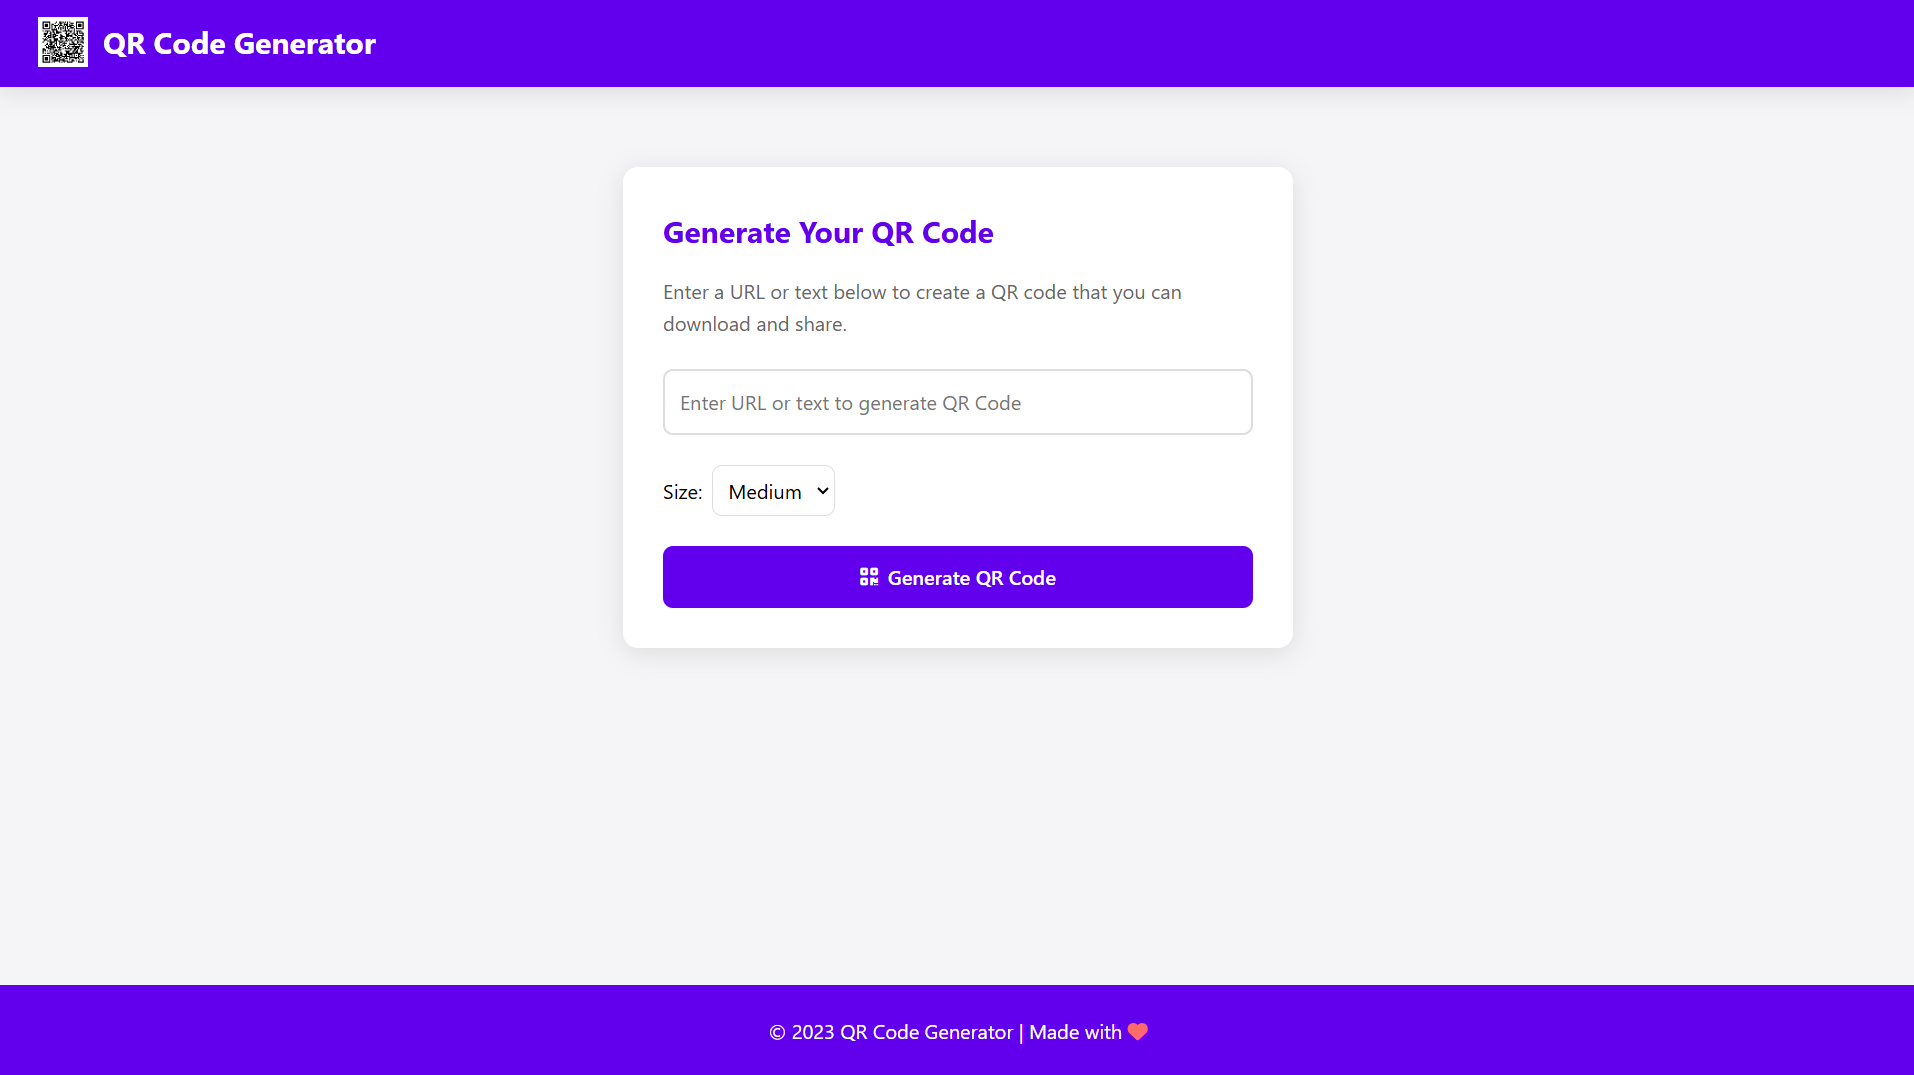 QR Code Generator
Generate Your QR Code
Enter a URL or text below to create a QR code that you can
download and share.
Enter URL or text to generate QR Code
Size: Medium
Generate QR Code
© 2023 QR Code Generator | Made with